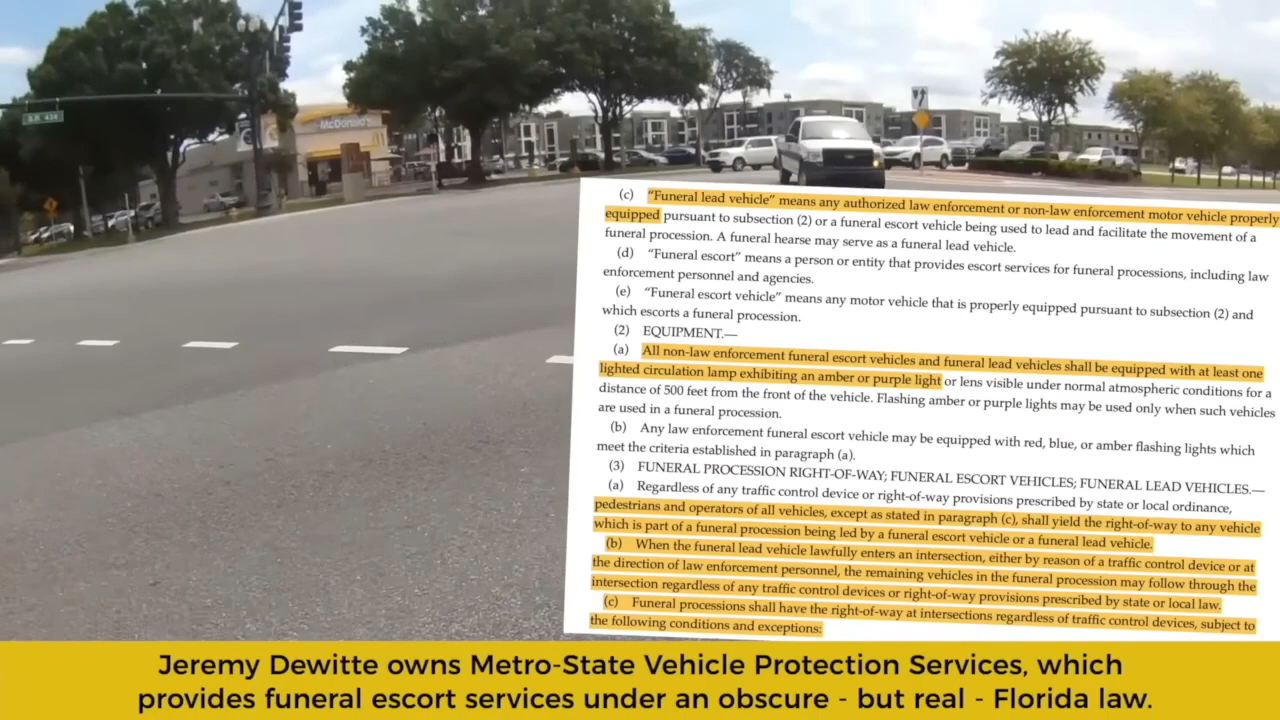 S.R. 434
McDonald's
(c) “Funeral lead vehicle” means any authorized law enforcement or non-law enforcement motor vehicle properly
equipped pursuant to subsection (2) or a funeral escort vehicle being used to lead and facilitate the movement of a
funeral procession. A funeral hearse may serve as a funeral lead vehicle.
(d) “Funeral escort” means a person or entity that provides escort services for funeral processions, including law
enforcement personnel and agencies.
(e) “Funeral escort vehicle” means any motor vehicle that is properly equipped pursuant to subsection (2) and
which escorts a funeral procession.
(2) EQUIPMENT.—
(a) All non-law enforcement funeral escort vehicles and funeral lead vehicles shall be equipped with at least one
lighted circulation lamp exhibiting an amber or purple light or lens visible under normal atmospheric conditions for a
distance of 500 feet from the front of the vehicle. Flashing amber or purple lights may be used only when such vehicles
are used in a funeral procession.
(b) Any law enforcement funeral escort vehicle may be equipped with red, blue, or amber flashing lights which
meet the criteria established in paragraph (a).
(3) FUNERAL PROCESSION RIGHT-OF-WAY; FUNERAL ESCORT VEHICLES; FUNERAL LEAD VEHICLES.—
(a) Regardless of any traffic control device or right-of-way provisions prescribed by state or local ordinance,
pedestrians and operators of all vehicles, except as stated in paragraph (c), shall yield the right-of-way to any vehicle
which is part of a funeral procession being led by a funeral escort vehicle or a funeral lead vehicle.
(b) When the funeral lead vehicle lawfully enters an intersection, either by reason of a traffic control device or at
the direction of law enforcement personnel, the remaining vehicles in the funeral procession may follow through the
intersection regardless of any traffic control devices or right-of-way provisions prescribed by state or local law.
(c) Funeral processions shall have the right-of-way at intersections regardless of traffic control devices, subject to
the following conditions and exceptions:
Jeremy Dewitte owns Metro-State Vehicle Protection Services, which
provides funeral escort services under an obscure - but real - Florida law.